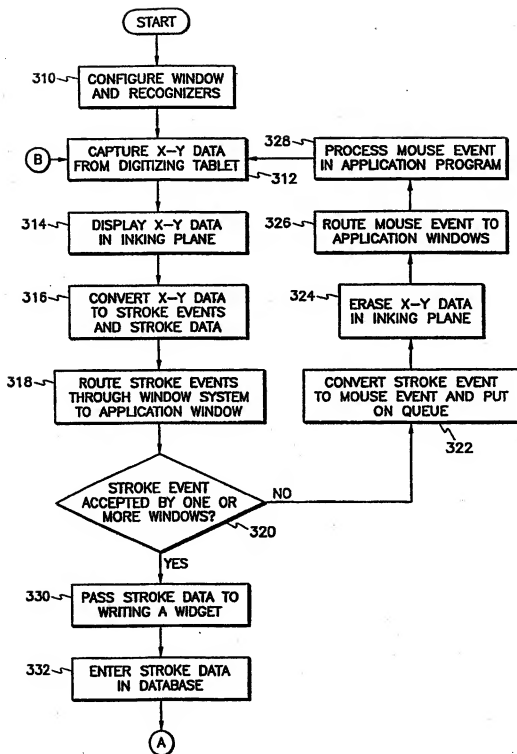 START
310
CONFIGURE WINDOW
AND RECOGNIZERS
B
CAPTURE X-Y DATA
FROM DIGITIZING TABLET
312
314
DISPLAY X-Y DATA
IN INKING PLANE
316
CONVERT X-Y DATA
TO STROKE EVENTS
AND STROKE DATA
318
ROUTE STROKE EVENTS
THROUGH WINDOW SYSTEM
TO APPLICATION WINDOW
STROKE EVENT
ACCEPTED BY ONE OR
MORE WINDOWS?
320
NO
YES
322
CONVERT STROKE EVENT
TO MOUSE EVENT AND PUT
ON QUEUE
324
ERASE X-Y DATA
IN INKING PLANE
326
ROUTE MOUSE EVENT TO
APPLICATION WINDOWS
328
PROCESS MOUSE EVENT
IN APPLICATION PROGRAM
330
PASS STROKE DATA TO
WRITING A WIDGET
332
ENTER STROKE DATA
IN DATABASE
A